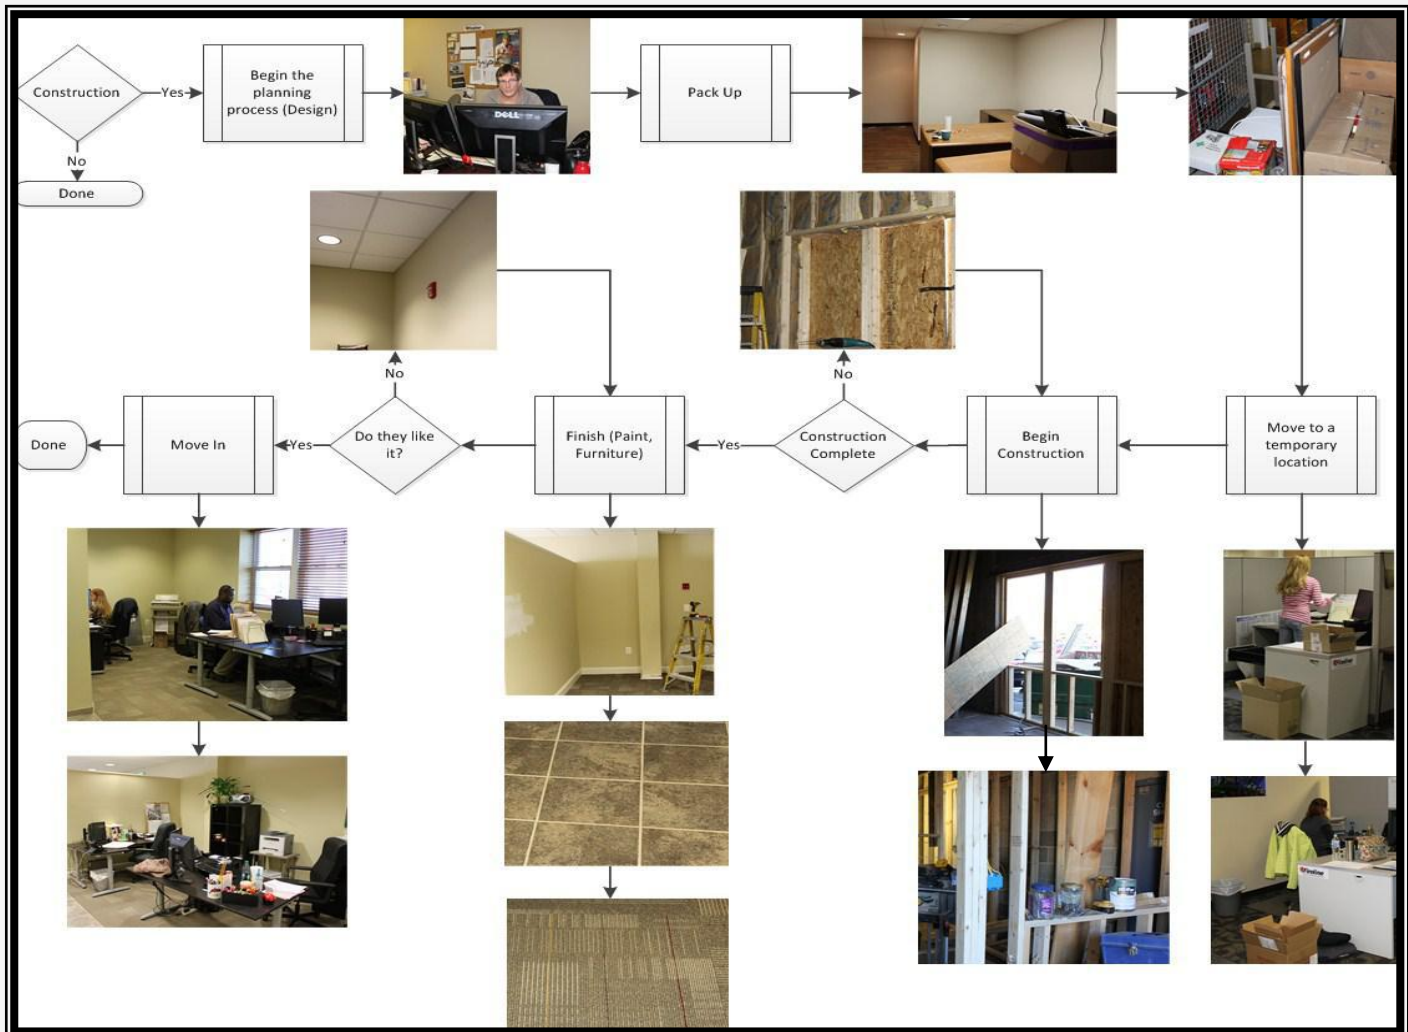 Construction
Yes
Begin the
planning
process (Design)
DELL
Pack Up
No
Done
No
No
Done
Move In
Yes
Do they like
it?
Finish (Paint,
Furniture)
Yes
Construction
Complete
Begin
Construction
Move to a
temporary
location